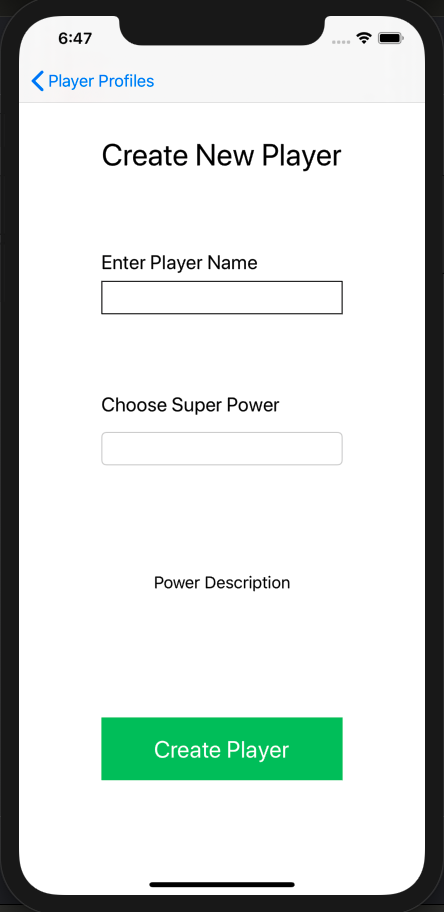 6:47
Player Profiles
Create New Player
Enter Player Name
Choose Super Power
Power Description
Create Player